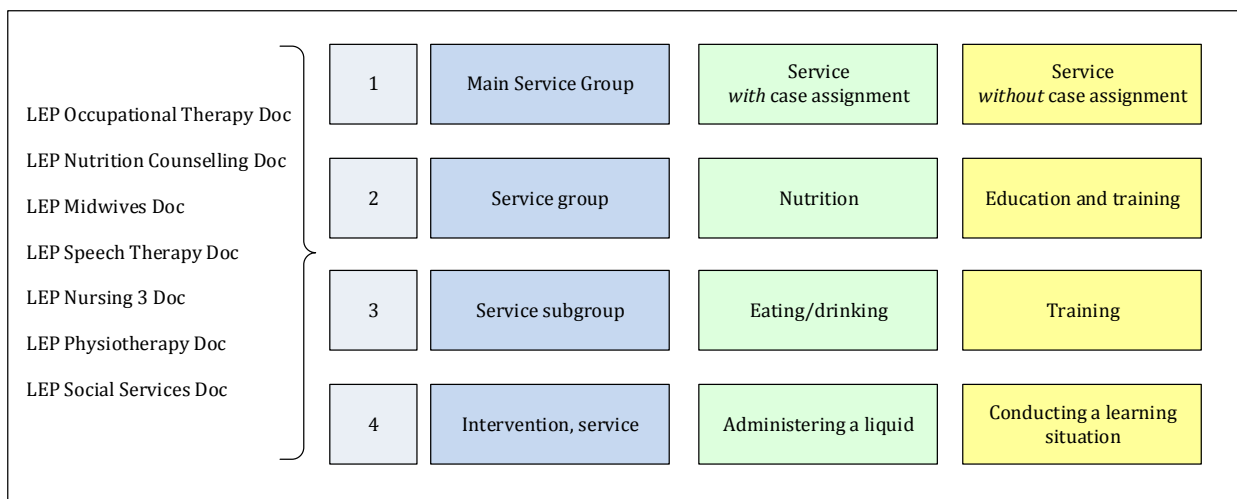 LEP Occupational Therapy Doc
LEP Nutrition Counselling Doc
LEP Midwives Doc
LEP Speech Therapy Doc
LEP Nursing 3 Doc
LEP Physiotherapy Doc
LEP Social Services Doc
1
Main Service Group
Service
with case assignment
Service
without case assignment
2
Service group
Nutrition
Education and training
3
Service subgroup
Eating/drinking
Training
4
Intervention, service
Administering a liquid
Conducting a learning
situation